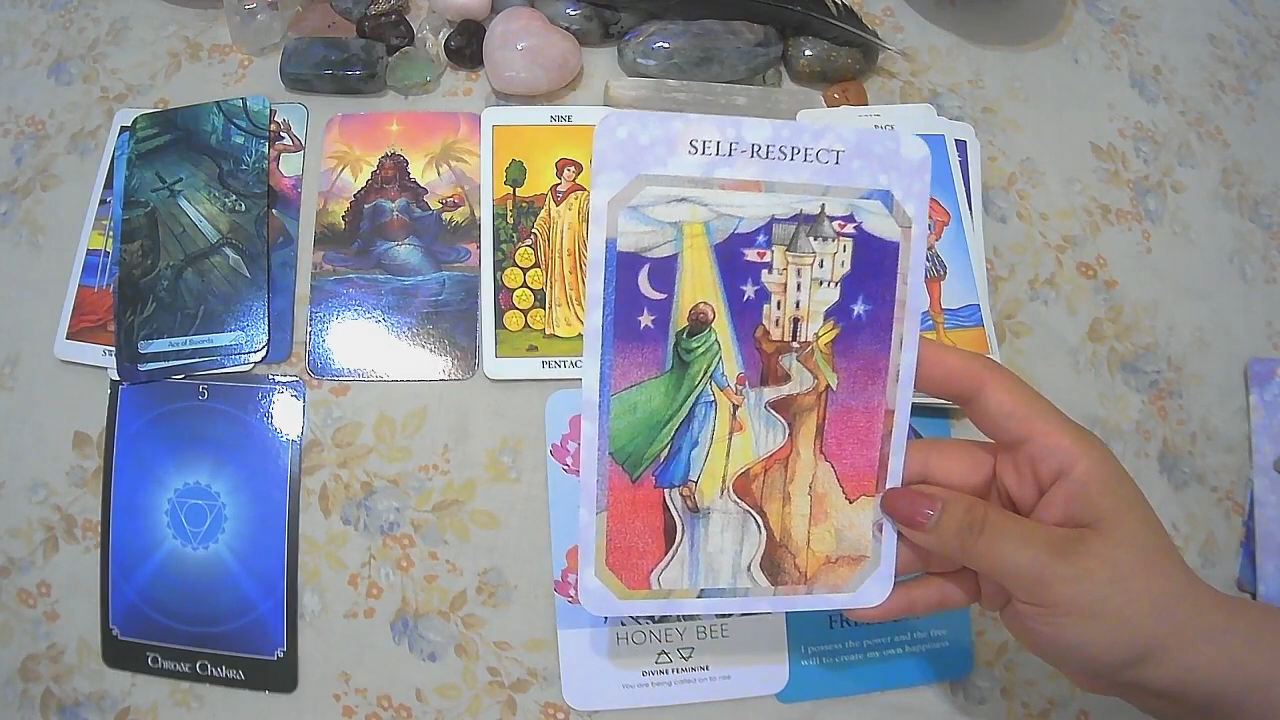 NINE
PENTAC
SELF-RESPECT
PAGE
Ace of Swords
5
Throat Chakra
HONEY BEE
DIVINE FEMININE
You are being called on to rise
I possess the power and the free
will to create my own happiness